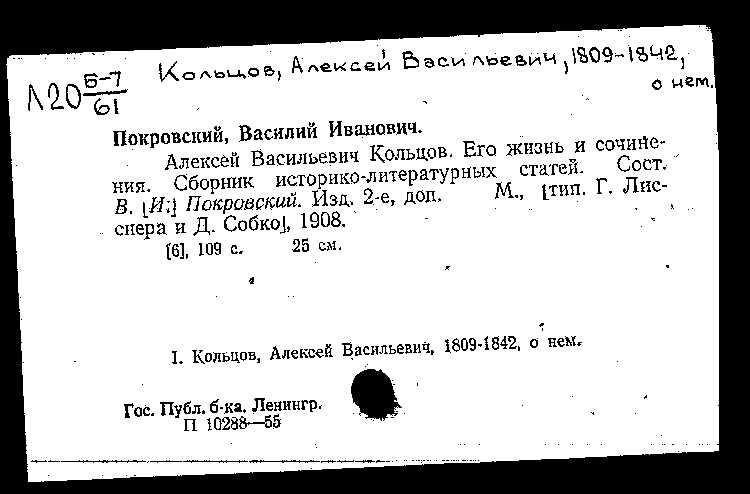 Кольцов, Алексей Васильевич, 1809-1842,
о нем.
Л20 Б-7/61
Покровский, Василий Иванович.
Алексей Васильевич Кольцов. Его жизнь и сочине-
ния. Сборник историко-литературных статей. Сост.
В. [И.] Покровский. Изд. 2-е, доп. М., [тип. Г. Лис-
снера и Д. Собко], 1908.
[6], 109 с. 25 см.
I. Кольцов, Алексей Васильевич, 1809-1842, о нем.
Гос. Публ. б-ка. Ленингр.
П 10288—55